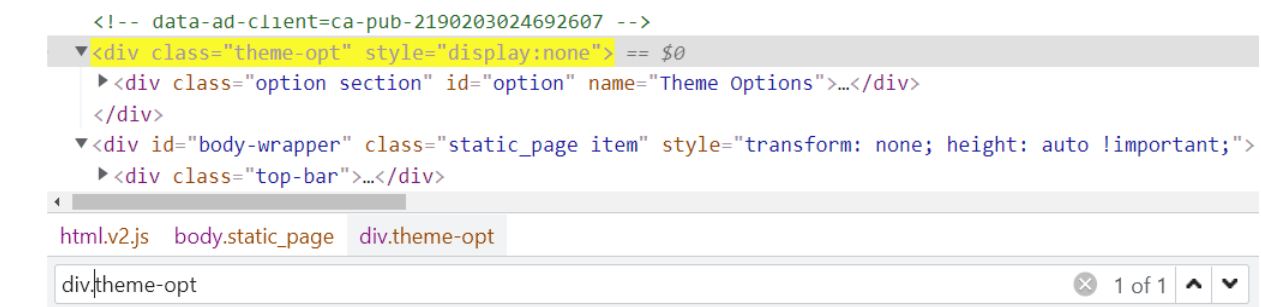 <!-- data-ad-client=ca-pub-2190203024692607 -->
▼<div class="theme-opt" style="display:none"> == $0
▶<div class="option section" id="option" name="Theme Options">…</div>
</div>
▼<div id="body-wrapper" class="static_page item" style="transform: none; height: auto !important;">
▶<div class="top-bar">…</div>
html.v2.js body.static_page div.theme-opt
div.theme-opt 1 of 1